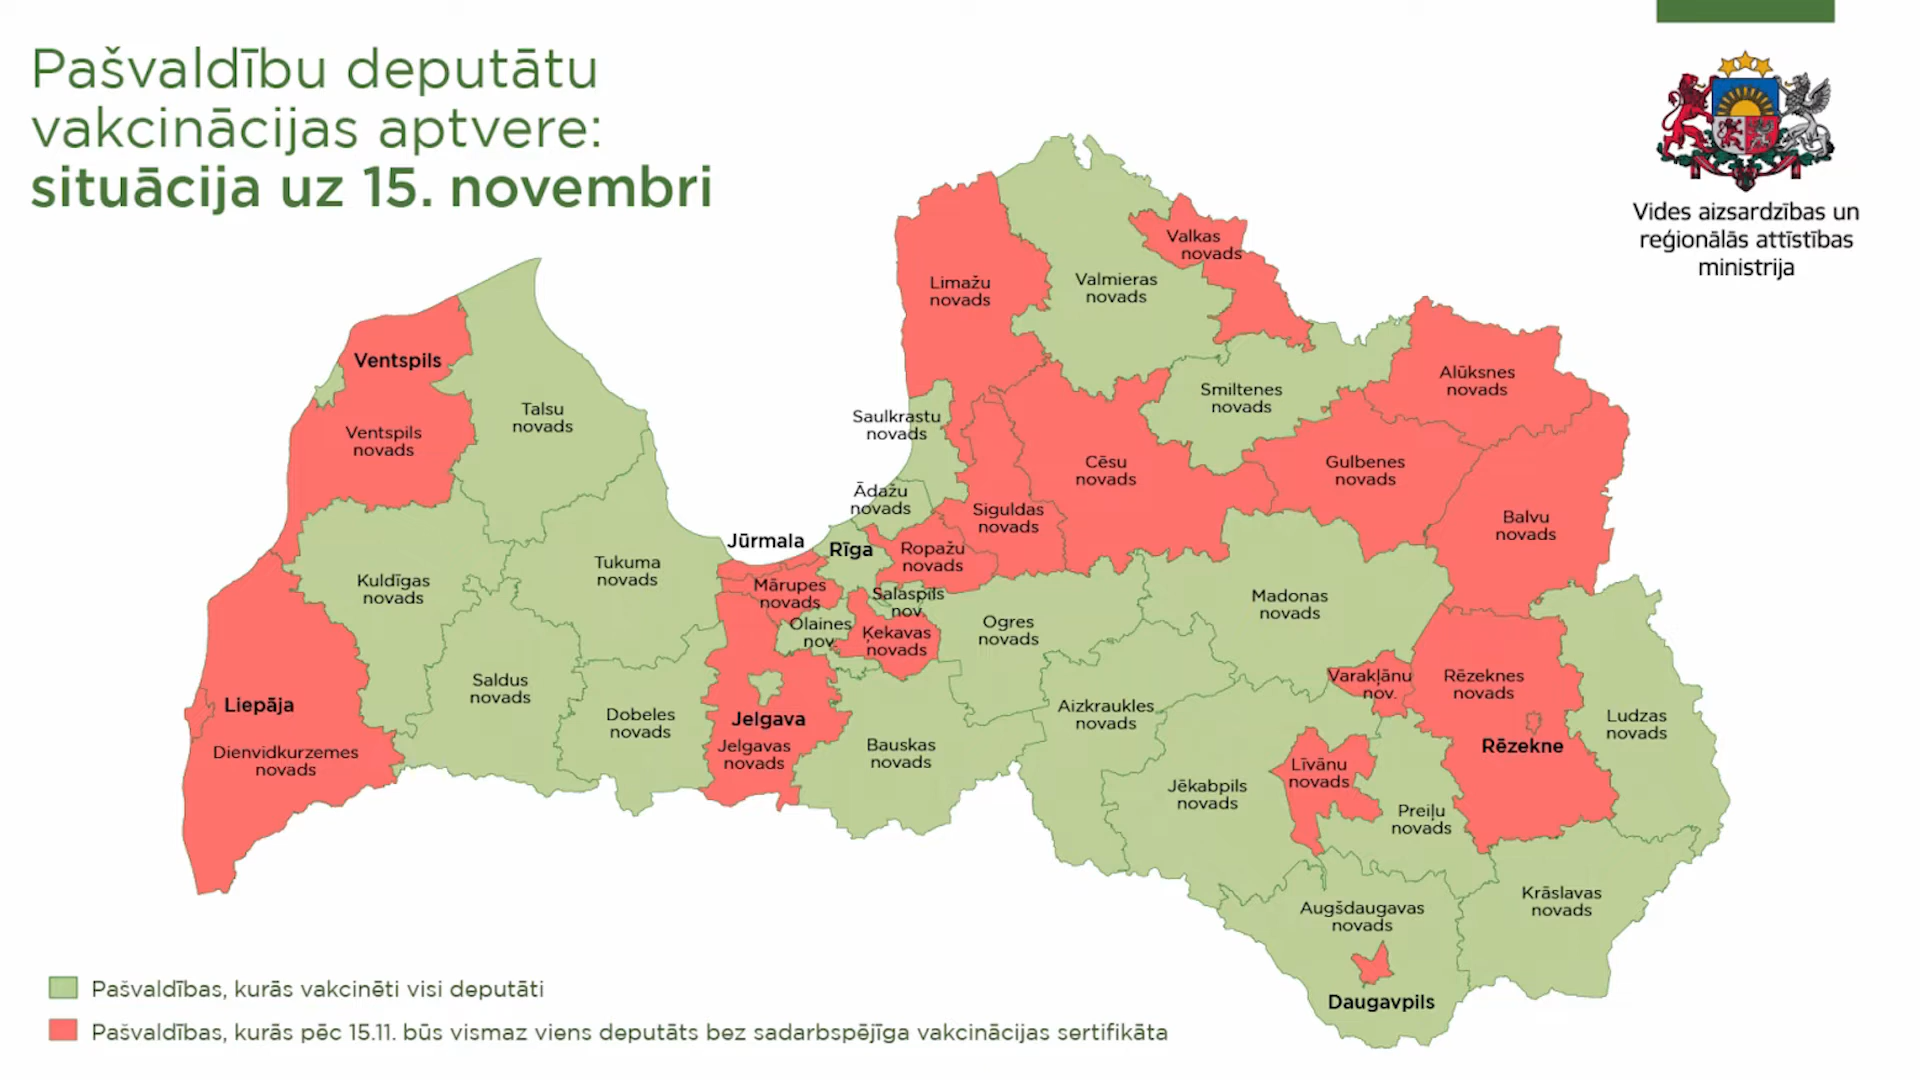 Pašvaldību deputātu
vakcinācijas aptvere:
situācija uz 15. novembri
Vides aizsardzības un
reģionālās attīstības
ministrija
Valkas
novads
Limažu
novads
Valmieras
novads
Ventspils
Alūksnes
novads
Smiltenes
novads
Talsu
novads
Saulkrastu
novads
Ventspils
novads
Cēsu
novads
Gulbenes
novads
Ādažu
novads
Siguldas
novads
Balvu
novads
Jūrmala
Rīga
Ropažu
novads
Tukuma
novads
Kuldīgas
novads
Mārupes
novads
Salaspils
nov.
Madonas
novads
Olaines
nov.
Ķekavas
novads
Ogres
novads
Saldus
novads
Varakļānu
nov.
Rēzeknes
novads
Liepāja
Dobeles
novads
Jelgava
Aizkraukles
novads
Ludzas
novads
Dienvidkurzemes
novads
Jelgavas
novads
Bauskas
novads
Rēzekne
Līvānu
novads
Jēkabpils
novads
Preiļu
novads
Krāslavas
novads
Augšdaugavas
novads
Daugavpils
Pašvaldības, kurās vakcinēti visi deputāti
Pašvaldības, kurās pēc 15.11. būs vismaz viens deputāts bez sadarbspējīga vakcinācijas sertifikāta